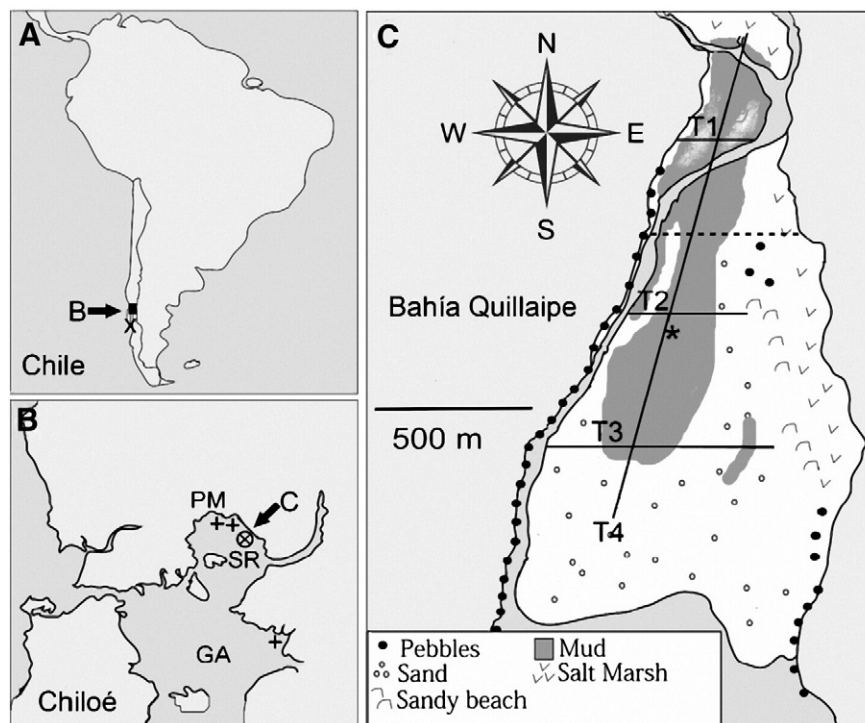 A
B
Chile
B
PM
C
SR
GA
Chiloé
C
N
W
E
S
T1
Bahía Quillaipe
T2
*
500 m
T3
T4
Pebbles
Mud
Sand
Salt Marsh
Sandy beach